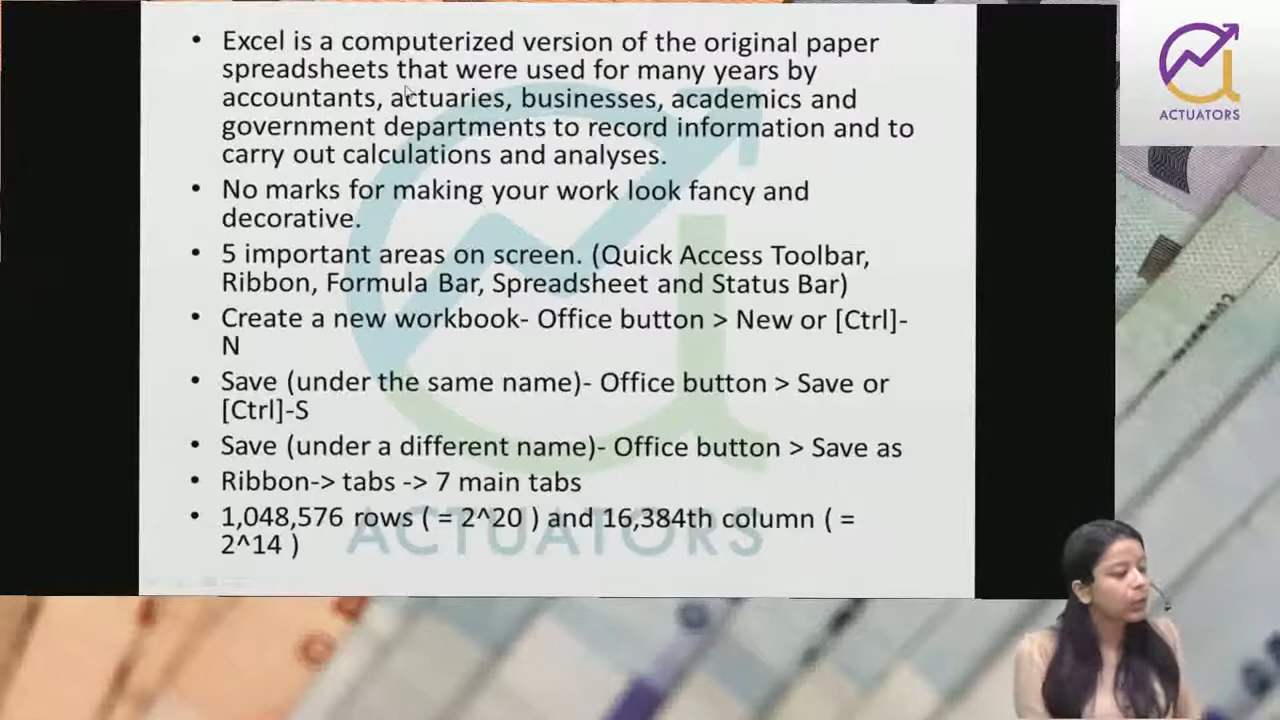 • Excel is a computerized version of the original paper
spreadsheets that were used for many years by
accountants, actuaries, businesses, academics and
government departments to record information and to
carry out calculations and analyses.
• No marks for making your work look fancy and
decorative.
• 5 important areas on screen. (Quick Access Toolbar,
Ribbon, Formula Bar, Spreadsheet and Status Bar)
• Create a new workbook- Office button > New or [Ctrl]-
N
• Save (under the same name)- Office button > Save or
[Ctrl]-S
• Save (under a different name)- Office button > Save as
• Ribbon-> tabs -> 7 main tabs
• 1,048,576 rows ( = 2^20 ) and 16,384th column ( =
2^14 )
ACTUATORS
ACTUATORS